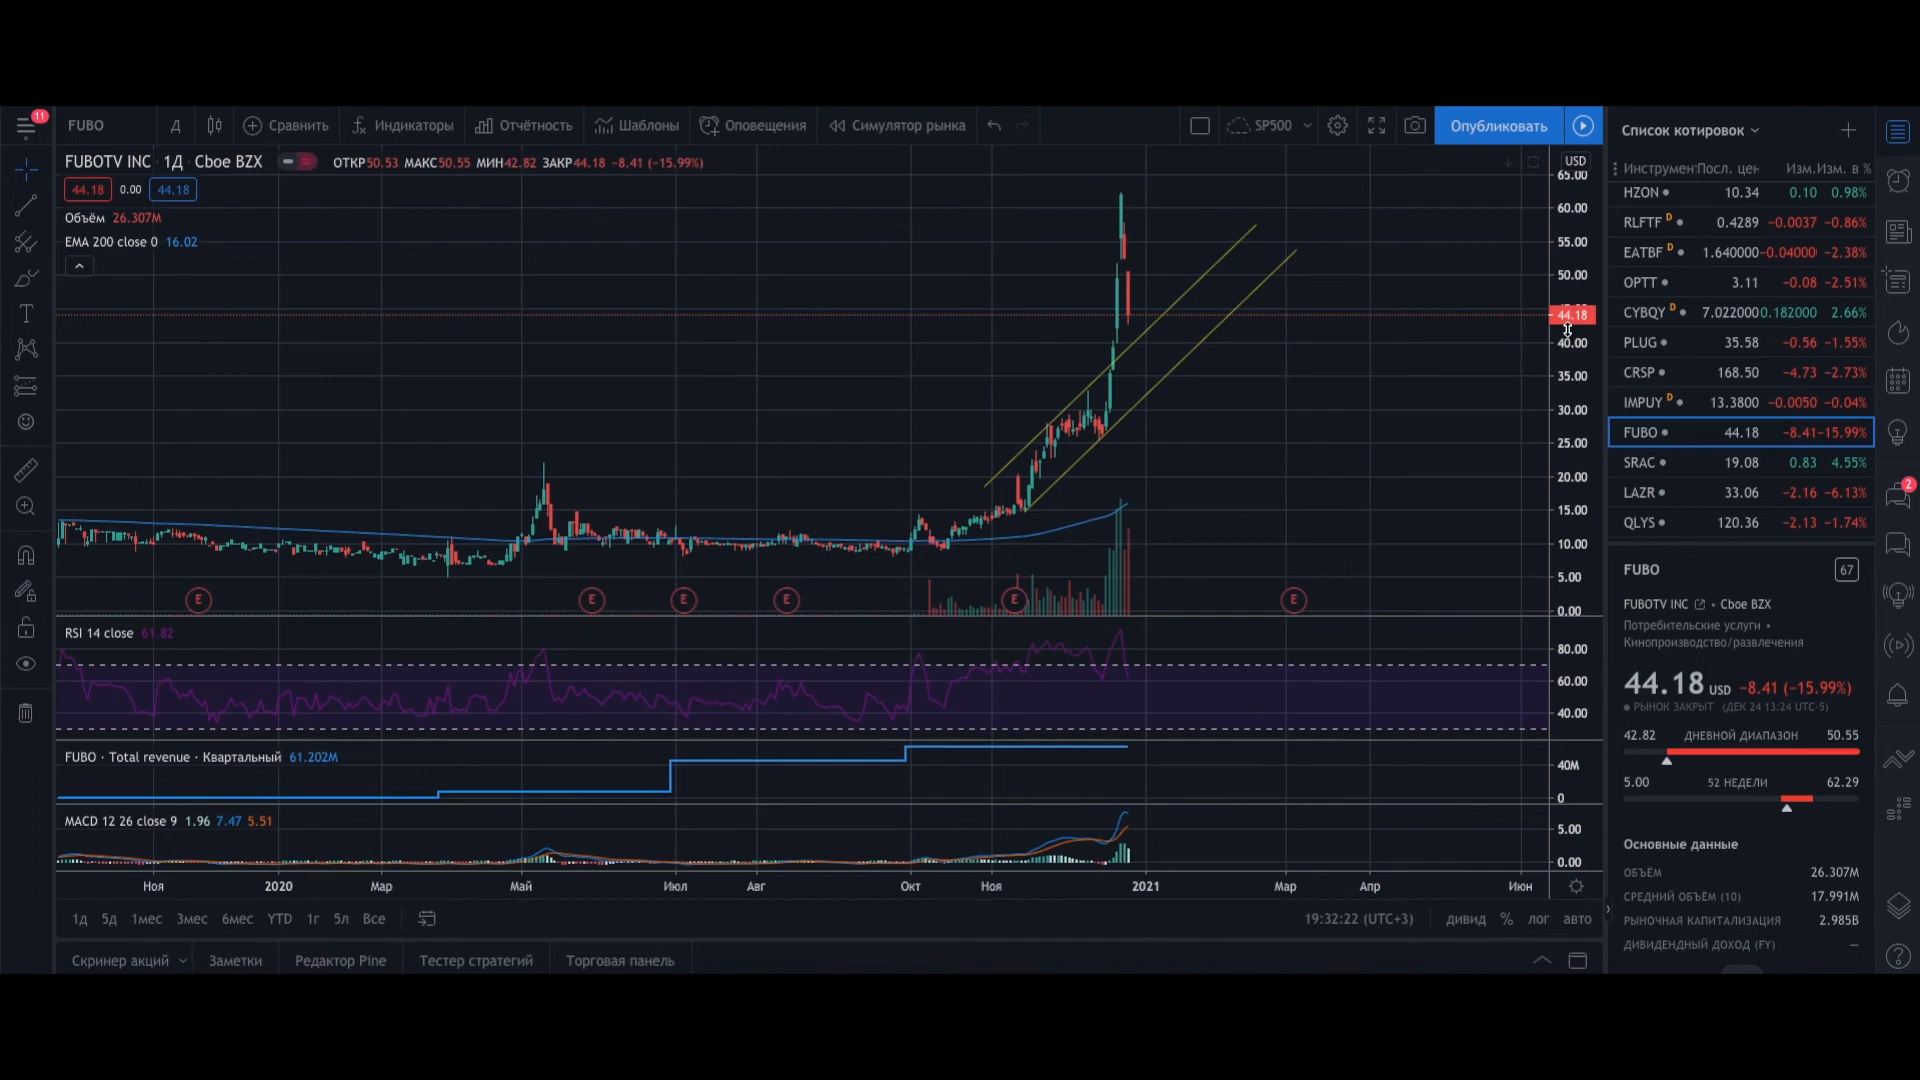 11
FUBO Д Сравнить Индикаторы Отчётность Шаблоны Оповещения Симулятор рынка SP500 Опубликовать
FUBOTV INC · 1Д · Cboe BZX ОТКР50.53 МАКС50.55 МИН42.82 ЗАКР44.18 −8.41 (−15.99%)
44.18 0.00 44.18
Объём 26.307M
EMA 200 close 0 16.02
USD
65.00
60.00
55.00
50.00
44.18
40.00
35.00
30.00
25.00
20.00
15.00
10.00
5.00
0.00
E E E E E E
RSI 14 close 61.82
80.00
60.00
40.00
FUBO · Total revenue · Квартальный 61.202M
40M
0
MACD 12 26 close 9 1.96 7.47 5.51
5.00
0.00
Ноя 2020 Мар Май Июл Авг Окт Ноя 2021 Мар Апр Июн
1д 5д 1мес 3мес 6мес YTD 1г 5л Все 19:32:22 (UTC+3) дивид % лог авто
Скринер акций Заметки Редактор Pine Тестер стратегий Торговая панель
Список котировок
Инструмен Посл. цен Изм. Изм. в %
HZON 10.34 0.10 0.98%
RLFTF D 0.4289 −0.0037 −0.86%
EATBF D 1.640000 −0.04000 −2.38%
OPTT 3.11 −0.08 −2.51%
CYBQY D 7.022000 0.182000 2.66%
PLUG 35.58 −0.56 −1.55%
CRSP 168.50 −4.73 −2.73%
IMPUY D 13.3800 −0.0050 −0.04%
FUBO 44.18 −8.41 −15.99%
SRAC 19.08 0.83 4.55%
LAZR 33.06 −2.16 −6.13%
QLYS 120.36 −2.13 −1.74%
2
FUBO 67
FUBOTV INC • Cboe BZX
Потребительские услуги •
Кинопроизводство/развлечения
44.18 USD −8.41 (−15.99%)
РЫНОК ЗАКРЫТ (ДЕК 24 13:24 UTC-5)
42.82 ДНЕВНОЙ ДИАПАЗОН 50.55
5.00 52 НЕДЕЛИ 62.29
Основные данные
ОБЪЁМ 26.307M
СРЕДНИЙ ОБЪЁМ (10) 17.991M
РЫНОЧНАЯ КАПИТАЛИЗАЦИЯ 2.985B
ДИВИДЕНДНЫЙ ДОХОД (FY) —